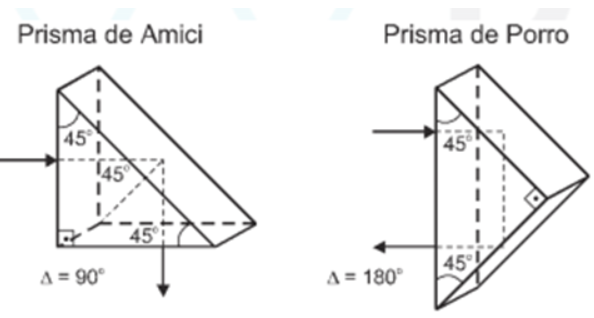 Prisma de Amici
45°
45°
45°
Δ = 90°
Prisma de Porro
45°
45°
Δ = 180°